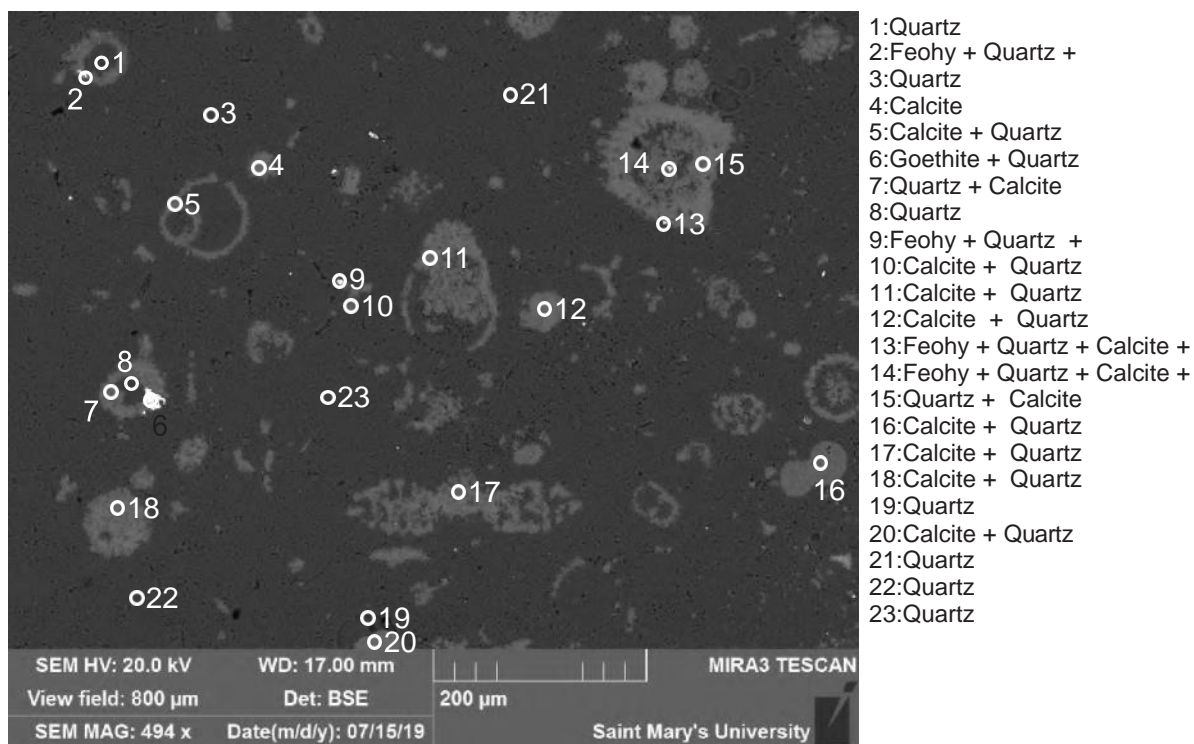 1
2
3
21
4
14
15
5
13
11
9
10
12
8
7
23
6
16
17
18
22
19
20
SEM HV: 20.0 kV WD: 17.00 mm MIRA3 TESCAN
View field: 800 µm Det: BSE 200 µm
SEM MAG: 494 x Date(m/d/y): 07/15/19 Saint Mary's University
1:Quartz
2:Feohy + Quartz +
3:Quartz
4:Calcite
5:Calcite + Quartz
6:Goethite + Quartz
7:Quartz + Calcite
8:Quartz
9:Feohy + Quartz +
10:Calcite + Quartz
11:Calcite + Quartz
12:Calcite + Quartz
13:Feohy + Quartz + Calcite +
14:Feohy + Quartz + Calcite +
15:Quartz + Calcite
16:Calcite + Quartz
17:Calcite + Quartz
18:Calcite + Quartz
19:Quartz
20:Calcite + Quartz
21:Quartz
22:Quartz
23:Quartz